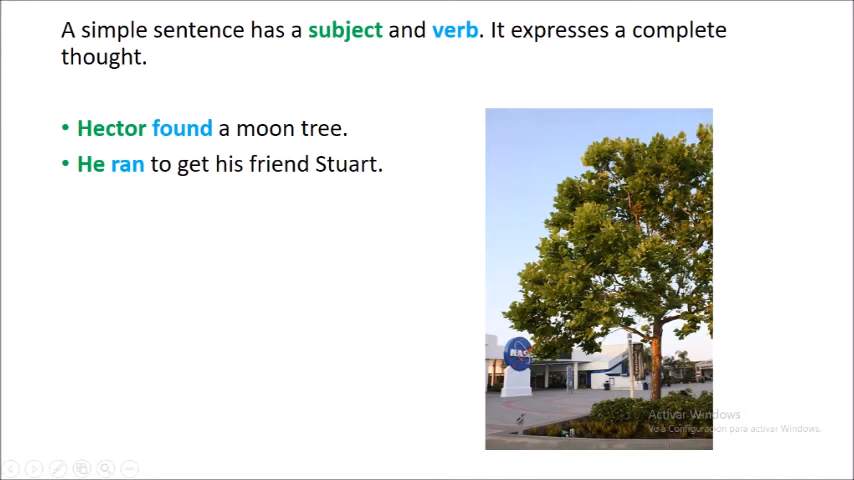 A simple sentence has a subject and verb. It expresses a complete
thought.
• Hector found a moon tree.
• He ran to get his friend Stuart.
NASA
Activar Windows
Ve a Configuración para activar Windows.